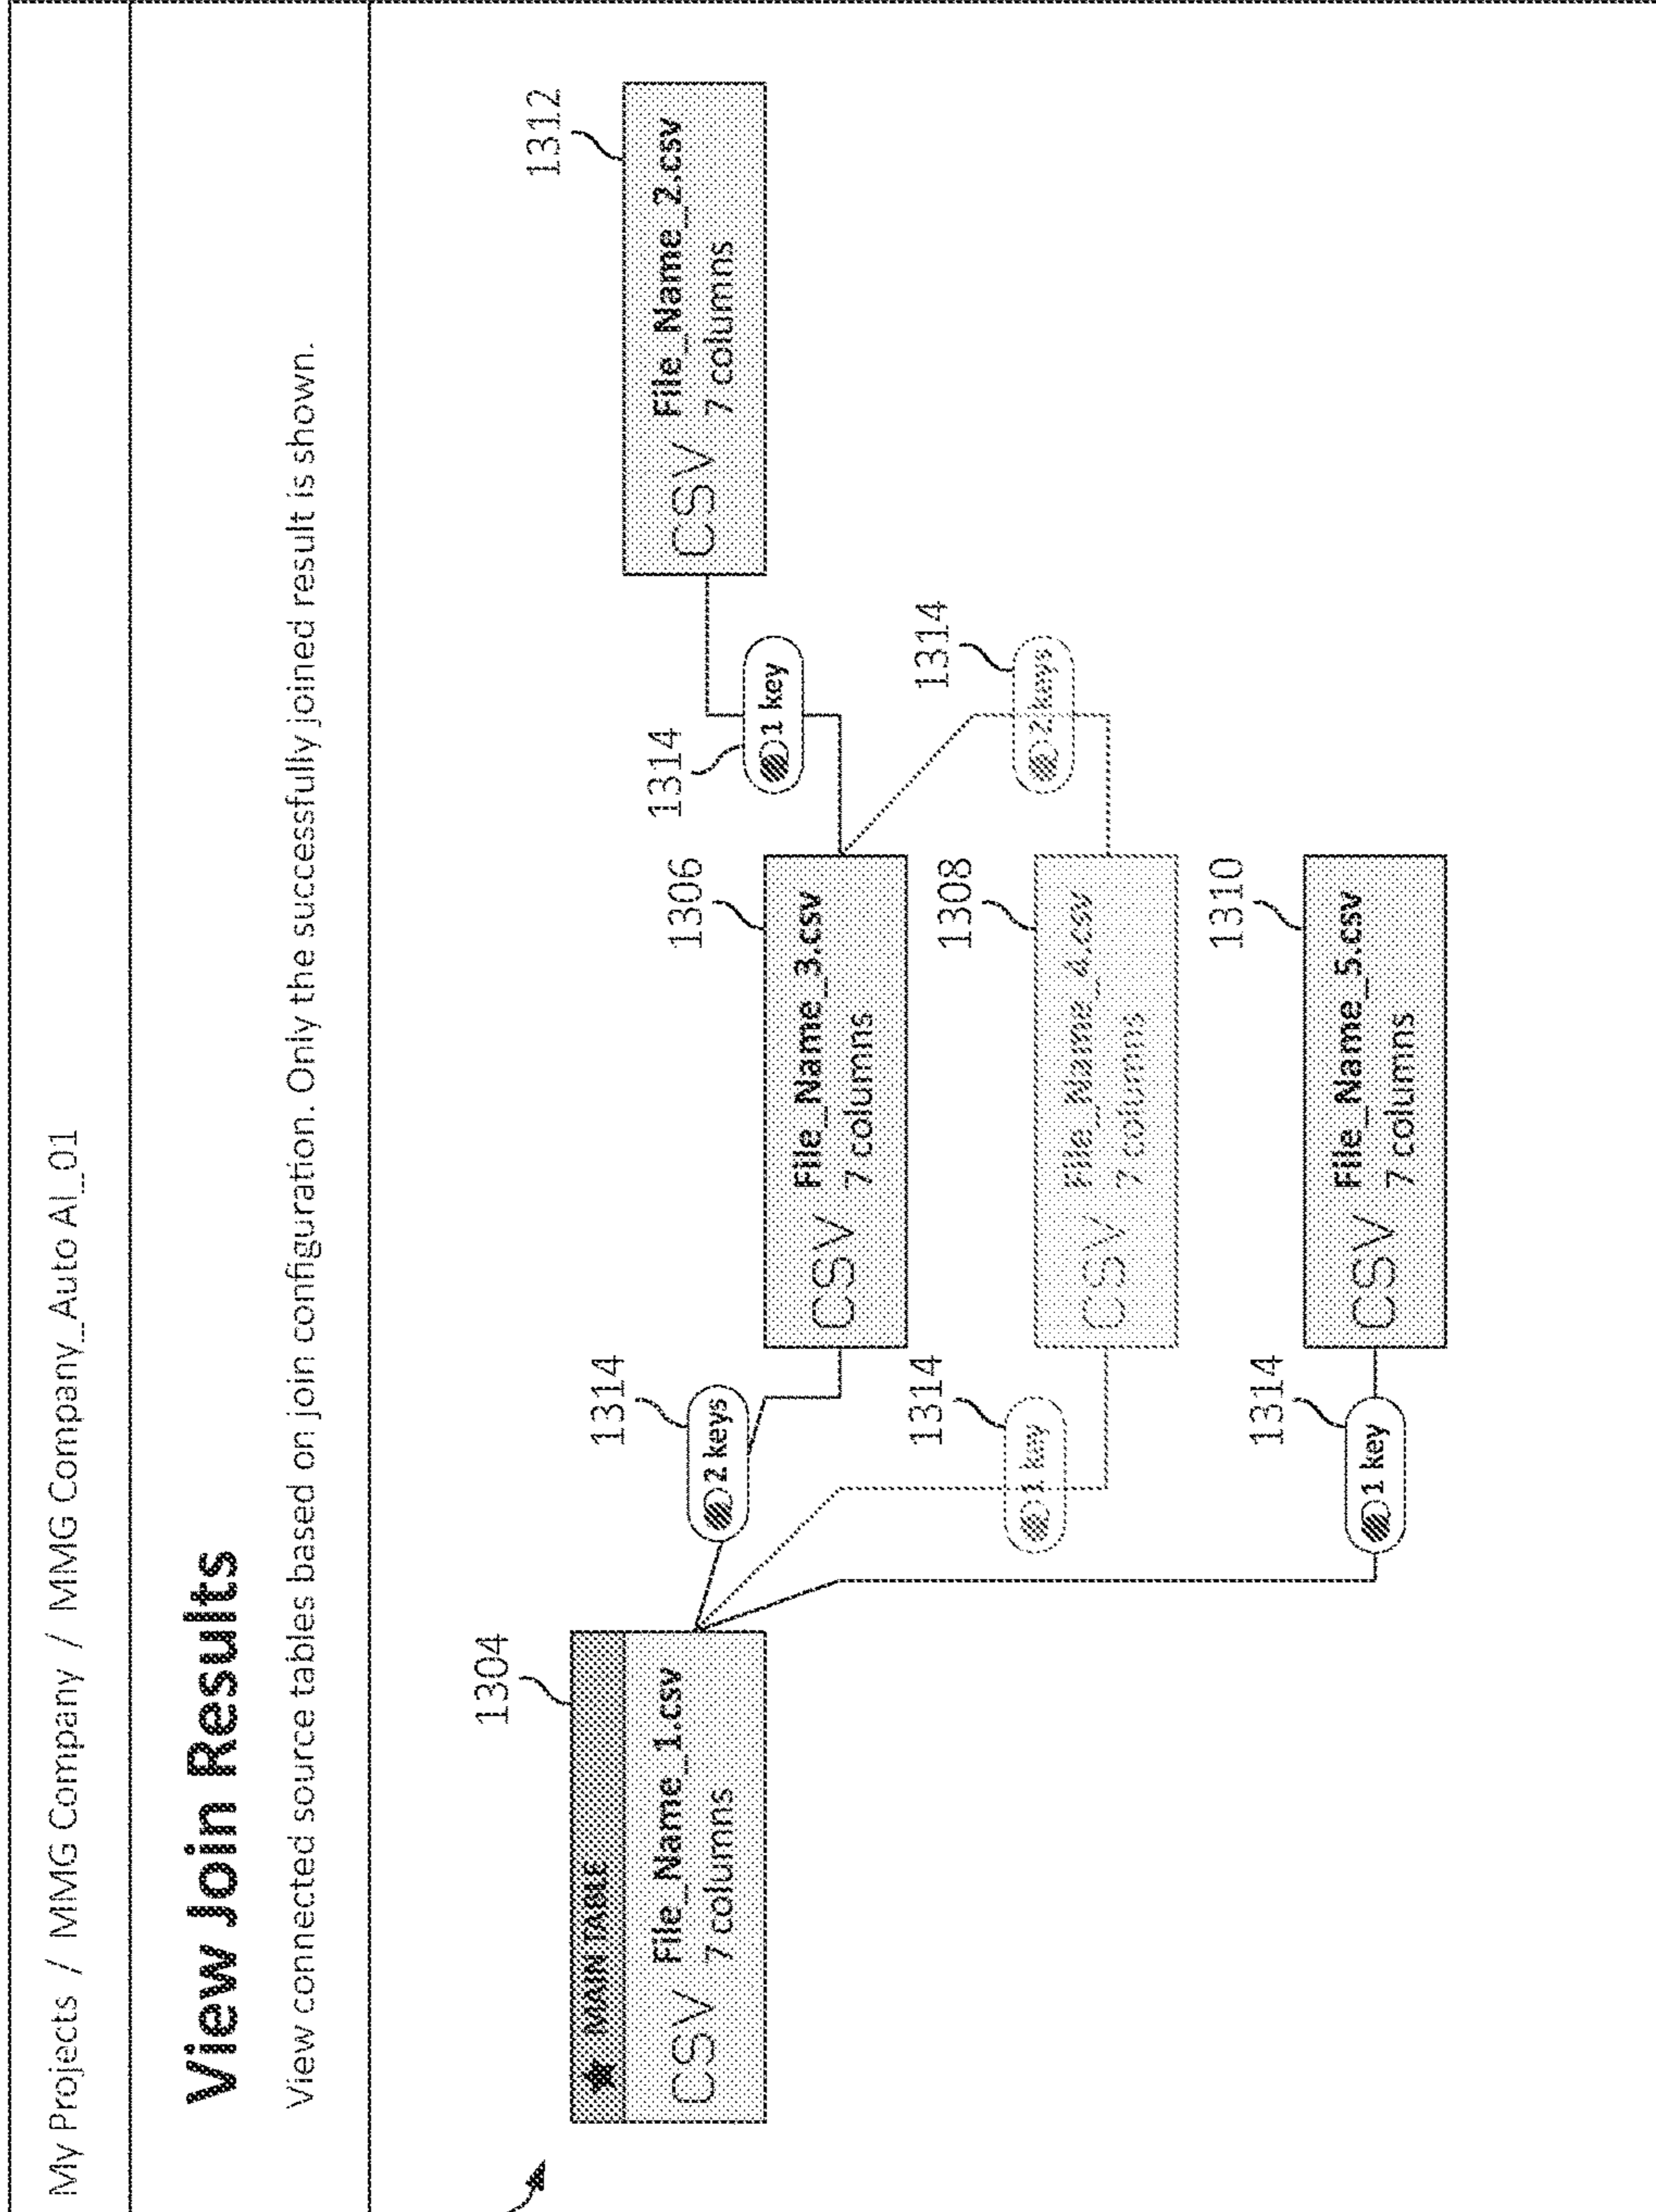 My Projects / MMG Company / MMG Company_Auto AI_01
View Join Results
View connected source tables based on join configuration. Only the successfully joined result is shown.
1304
★ MAIN TABLE
CSV File_Name_1.csv
7 columns
1314
2 keys
1314
1 key
1314
1 key
1306
CSV File_Name_3.csv
7 columns
1308
CSV File_Name_4.csv
7 columns
1310
CSV File_Name_5.csv
7 columns
1314
1 key
1314
2 keys
1312
CSV File_Name_2.csv
7 columns